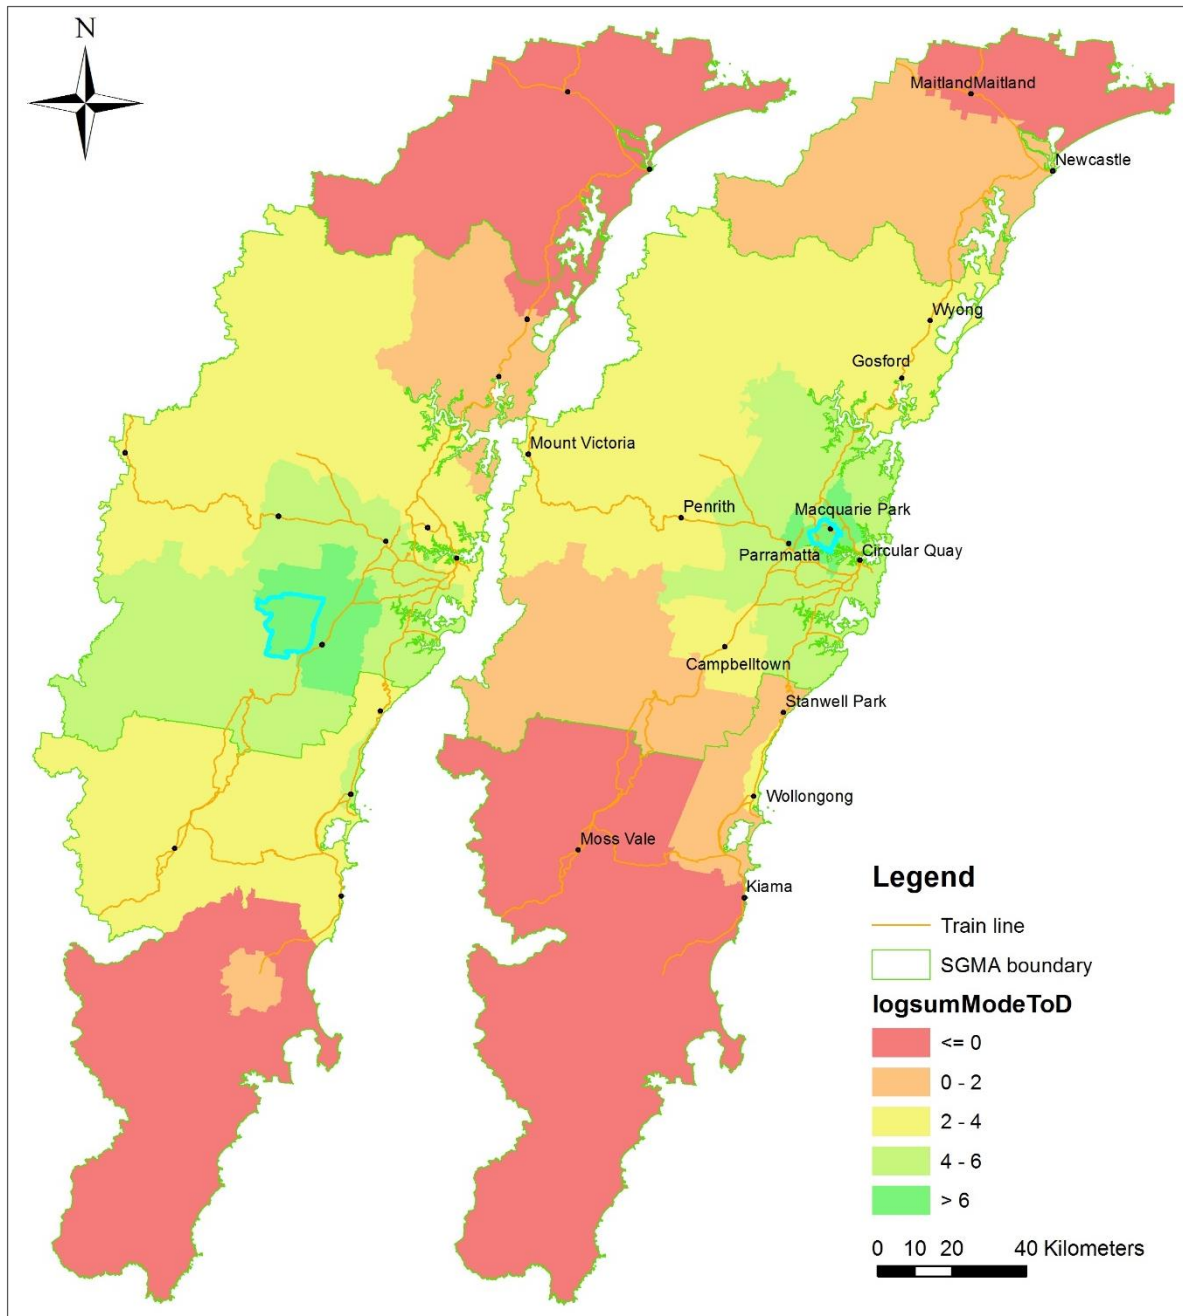 N
MaitlandMaitland
Newcastle
Wyong
Gosford
Mount Victoria
Penrith
Macquarie Park
Parramatta
Circular Quay
Campbelltown
Stanwell Park
Wollongong
Moss Vale
Kiama
Legend
Train line
SGMA boundary
logsumModeToD
<= 0
0 - 2
2 - 4
4 - 6
> 6
0 10 20 40 Kilometers